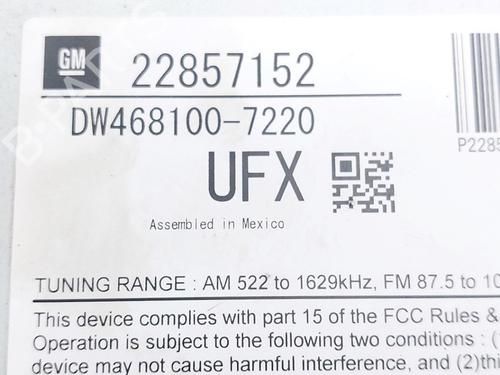 GM 22857152
DW468100-7220
UFX
Assembled in Mexico
P2285
TUNING RANGE : AM 522 to 1629kHz, FM 87.5 to 10
This device complies with part 15 of the FCC Rules &
Operation is subject to the following two conditions : (
device may not cause harmful interference, and (2)thi
B-PARTS